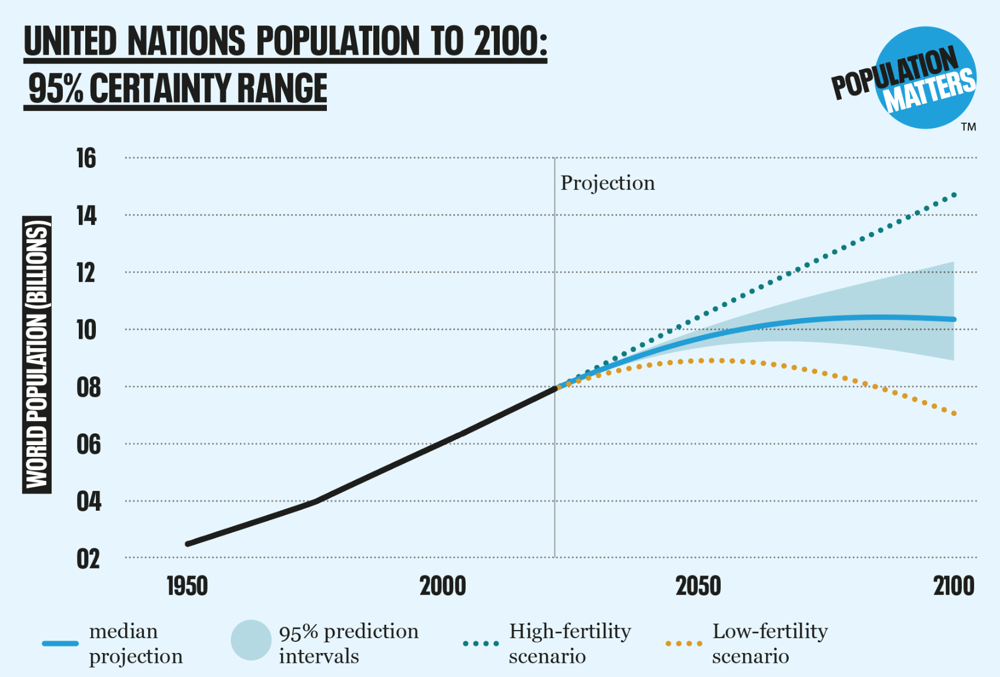 UNITED NATIONS POPULATION TO 2100:
95% CERTAINTY RANGE
POPULATION
MATTERS
TM
WORLD POPULATION (BILLIONS)
16
14
12
10
08
06
04
02
Projection
1950
2000
2050
2100
median
projection
95% prediction
intervals
High-fertility
scenario
Low-fertility
scenario